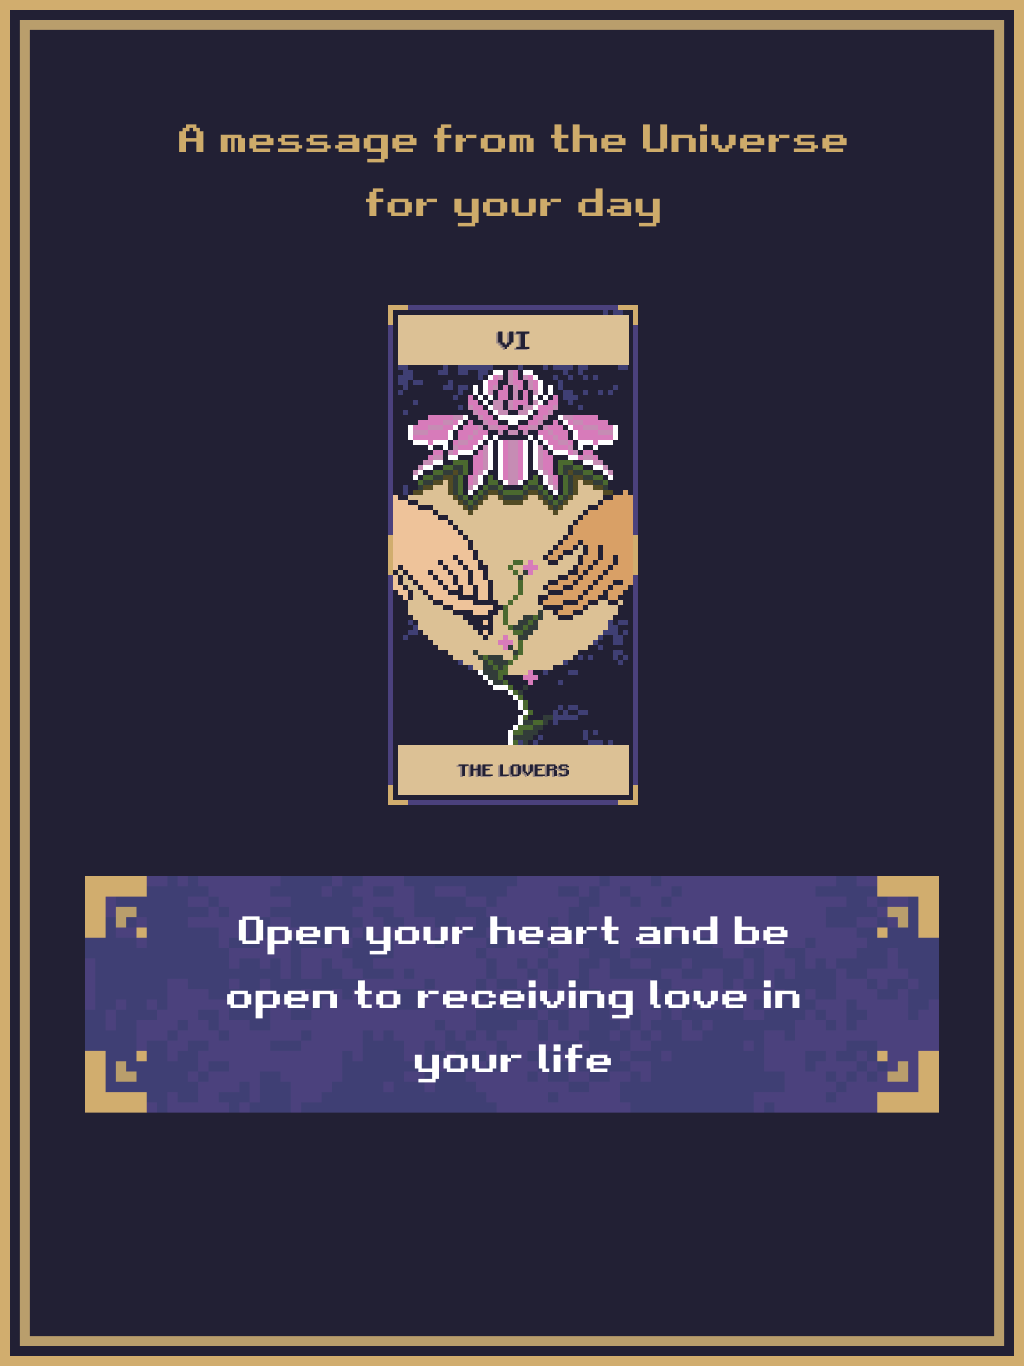 A message from the Universe
for your day
VI
THE LOVERS
Open your heart and be
open to receiving love in
your life